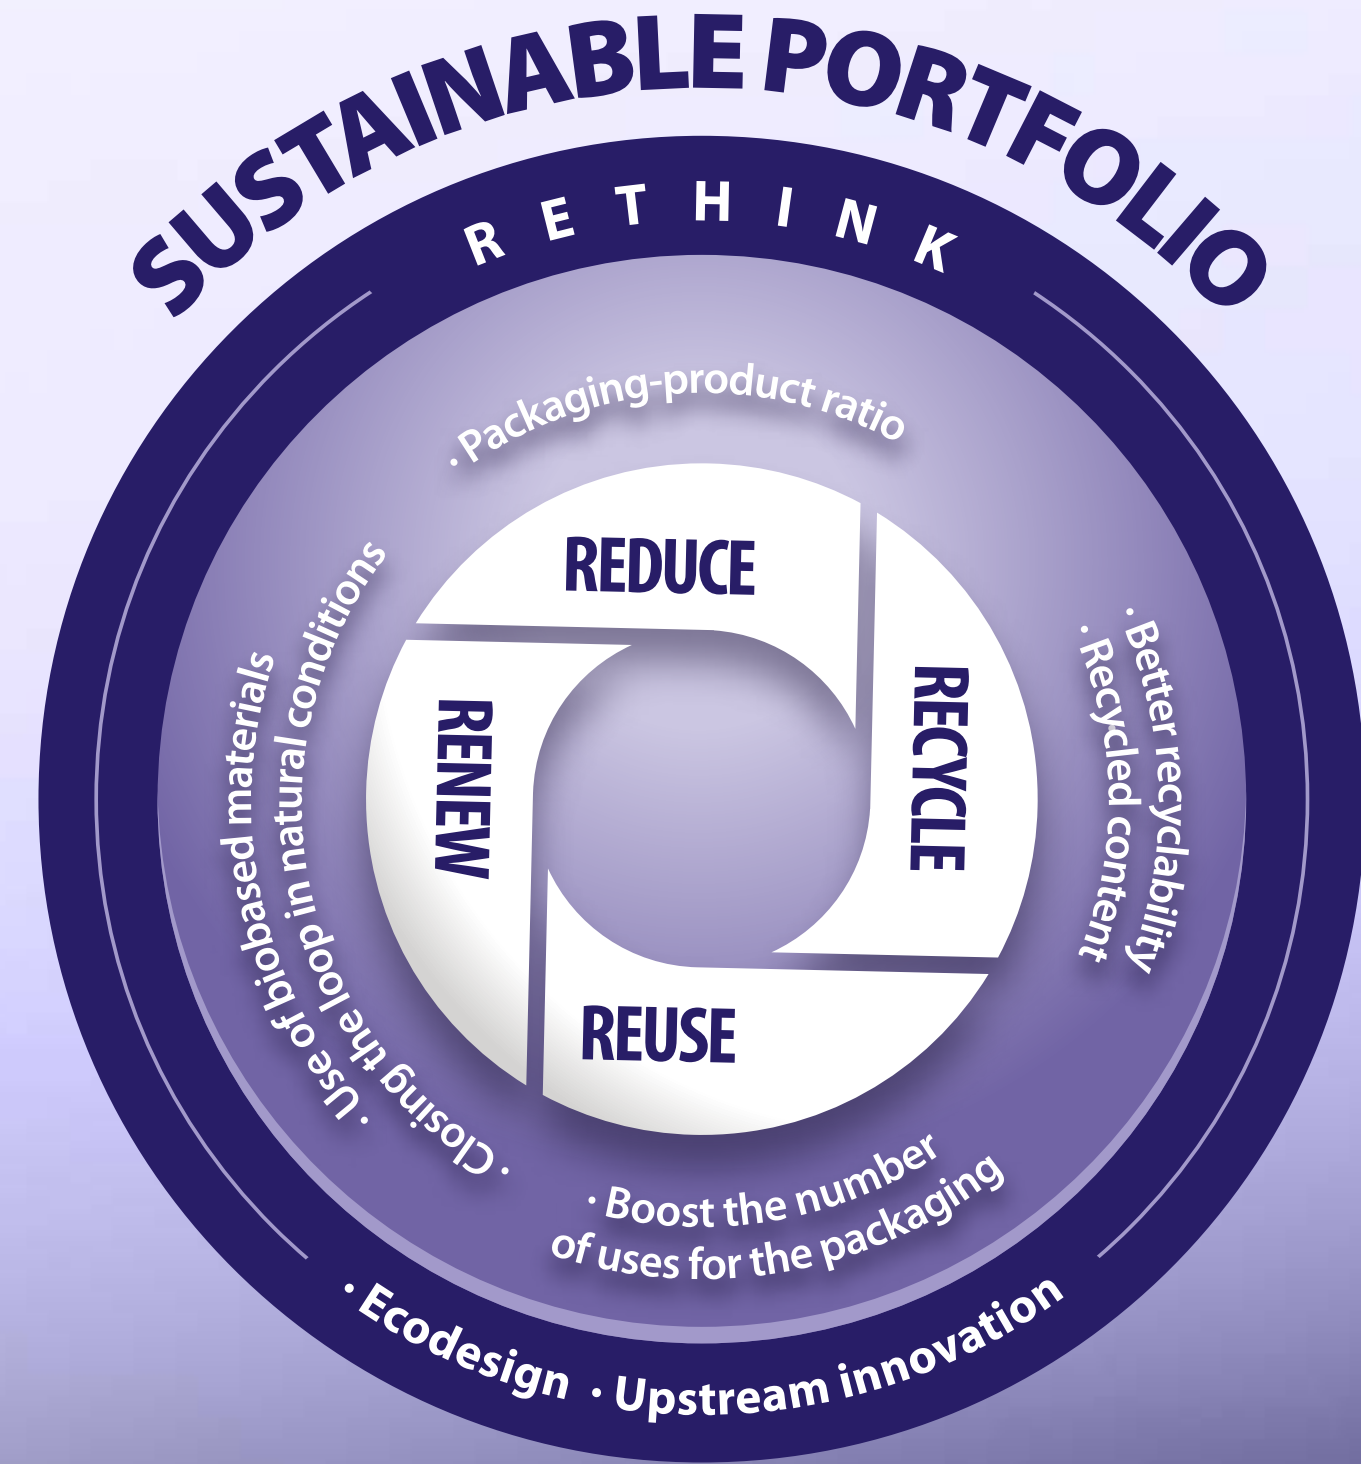 SUSTAINABLE PORTFOLIO
RETHINK
· Packaging-product ratio
REDUCE
RECYCLE
· Better recyclability
· Recycled content
REUSE
· Boost the number
of uses for the packaging
RENEW
· Use of biobased materials
· Closing the loop in natural conditions
· Ecodesign · Upstream innovation